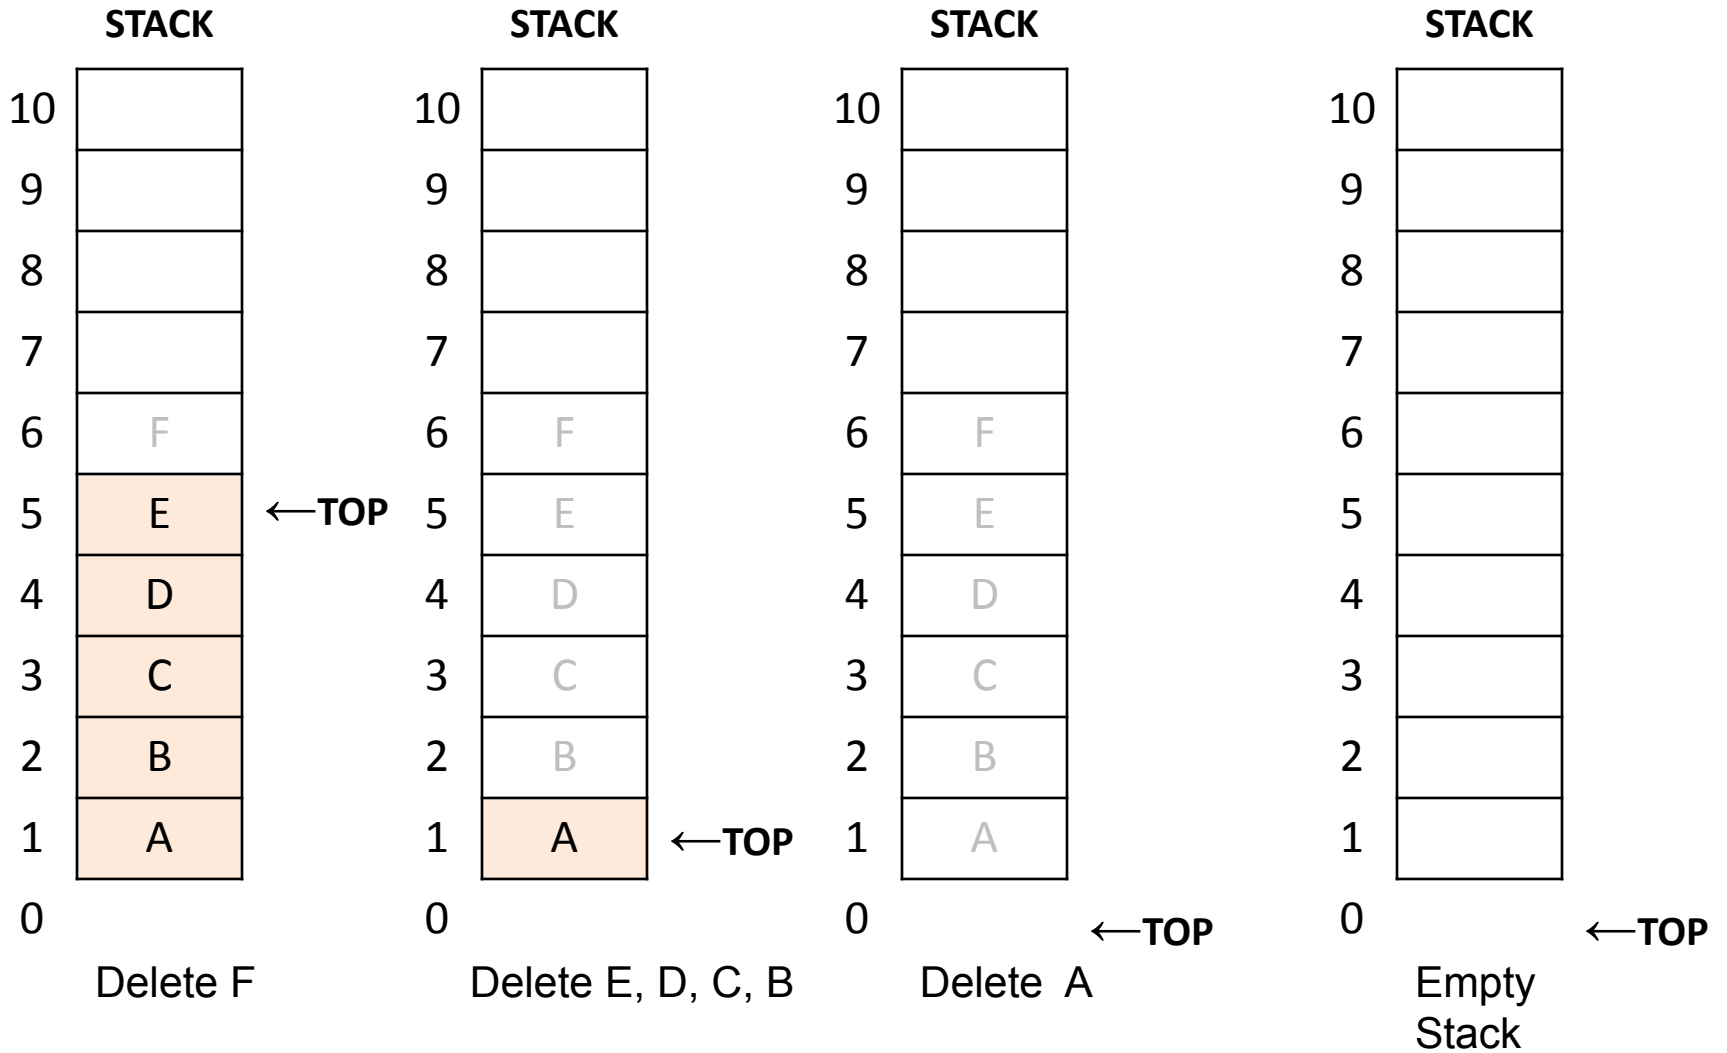 STACK STACK STACK STACK
10 10 10 10
9 9 9 9
8 8 8 8
7 7 7 7
6 F 6 F 6 F 6
5 E ←TOP 5 E 5 E 5
4 D 4 D 4 D 4
3 C 3 C 3 C 3
2 B 2 B 2 B 2
1 A 1 A ←TOP 1 A 1
0 0 0 ←TOP 0 ←TOP
Delete F Delete E, D, C, B Delete A Empty
Stack